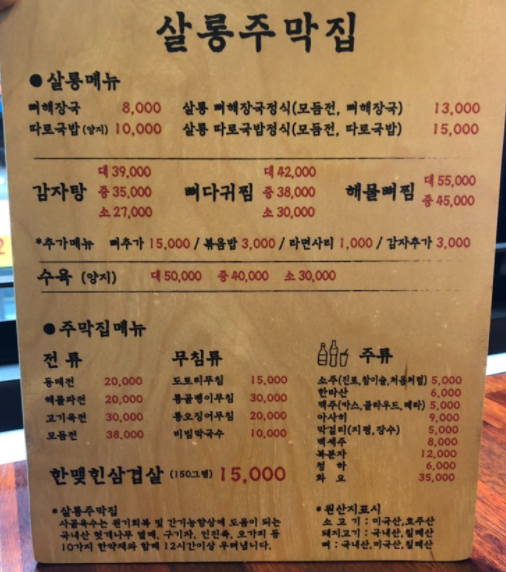 살롱주막집
●살롱메뉴
뼈해장국 8,000 살롱 뼈해장국정식(모듬전, 뼈해장국) 13,000
따로국밥(양지) 10,000 살롱 따로국밥정식(모듬전, 따로국밥) 15,000
감자탕 대 39,000 중 35,000 소 27,000
뼈다귀찜 대 42,000 중 38,000 소 30,000
해물뼈찜 대 55,000 중 45,000
*추가메뉴 뼈추가 15,000 / 볶음밥 3,000 / 라면사리 1,000 / 감자추가 3,000
수육 (양지) 대 50,000 중 40,000 소 30,000
●주막집메뉴
전 류
동태전 20,000
해물파전 20,000
고기육전 30,000
모듬전 38,000
무침류
도토리무침 15,000
통골뱅이무침 30,000
통오징어무침 20,000
비빔막국수 10,000
주류
소주(진로,참이슬,처음처럼) 5,000
한라산 6,000
맥주(카스,클라우드,테라) 5,000
아사히 9,000
막걸리(지평,장수) 5,000
백세주 8,000
복분자 12,000
청 하 6,000
화 요 35,000
한맺힌삼겹살 (150그램) 15,000
*살롱주막집
사골육수는 원기회복 및 간기능향상에 도움이 되는
국내산 헛개나무 열매, 구기자, 인진쑥, 오가피 등
10가지 한약재와 함께 12시간이상 우려냅니다.
*원산지표시
소 고 기 : 미국산,호주산
돼지고기 : 국내산,칠레산
뼈 : 국내산,미국산,칠레산